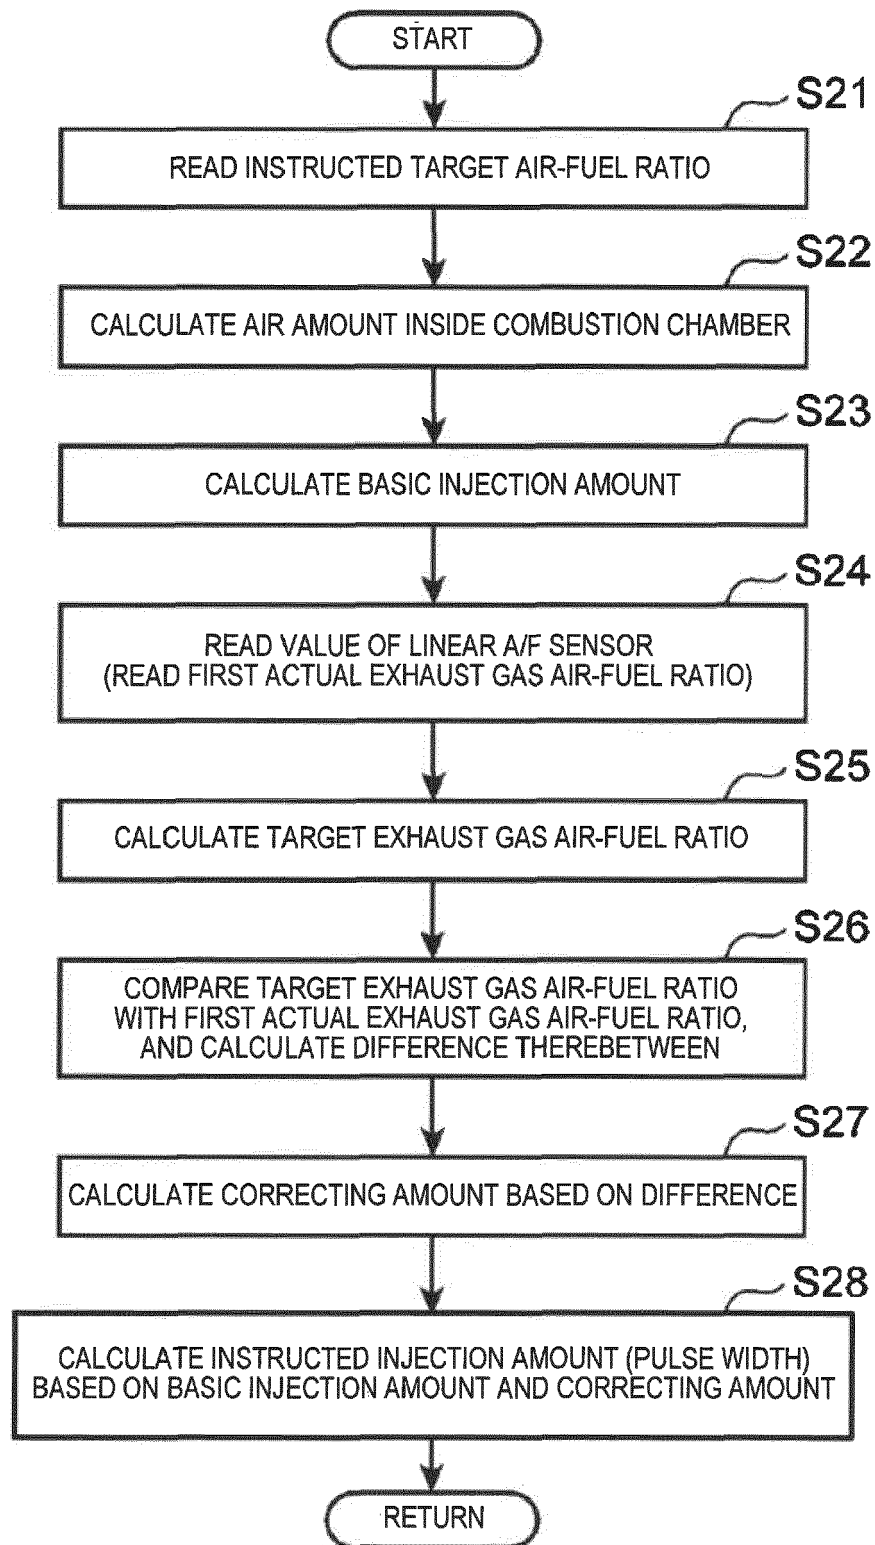 START
S21
READ INSTRUCTED TARGET AIR-FUEL RATIO
S22
CALCULATE AIR AMOUNT INSIDE COMBUSTION CHAMBER
S23
CALCULATE BASIC INJECTION AMOUNT
S24
READ VALUE OF LINEAR A/F SENSOR
(READ FIRST ACTUAL EXHAUST GAS AIR-FUEL RATIO)
S25
CALCULATE TARGET EXHAUST GAS AIR-FUEL RATIO
S26
COMPARE TARGET EXHAUST GAS AIR-FUEL RATIO
WITH FIRST ACTUAL EXHAUST GAS AIR-FUEL RATIO,
AND CALCULATE DIFFERENCE THEREBETWEEN
S27
CALCULATE CORRECTING AMOUNT BASED ON DIFFERENCE
S28
CALCULATE INSTRUCTED INJECTION AMOUNT (PULSE WIDTH)
BASED ON BASIC INJECTION AMOUNT AND CORRECTING AMOUNT
RETURN